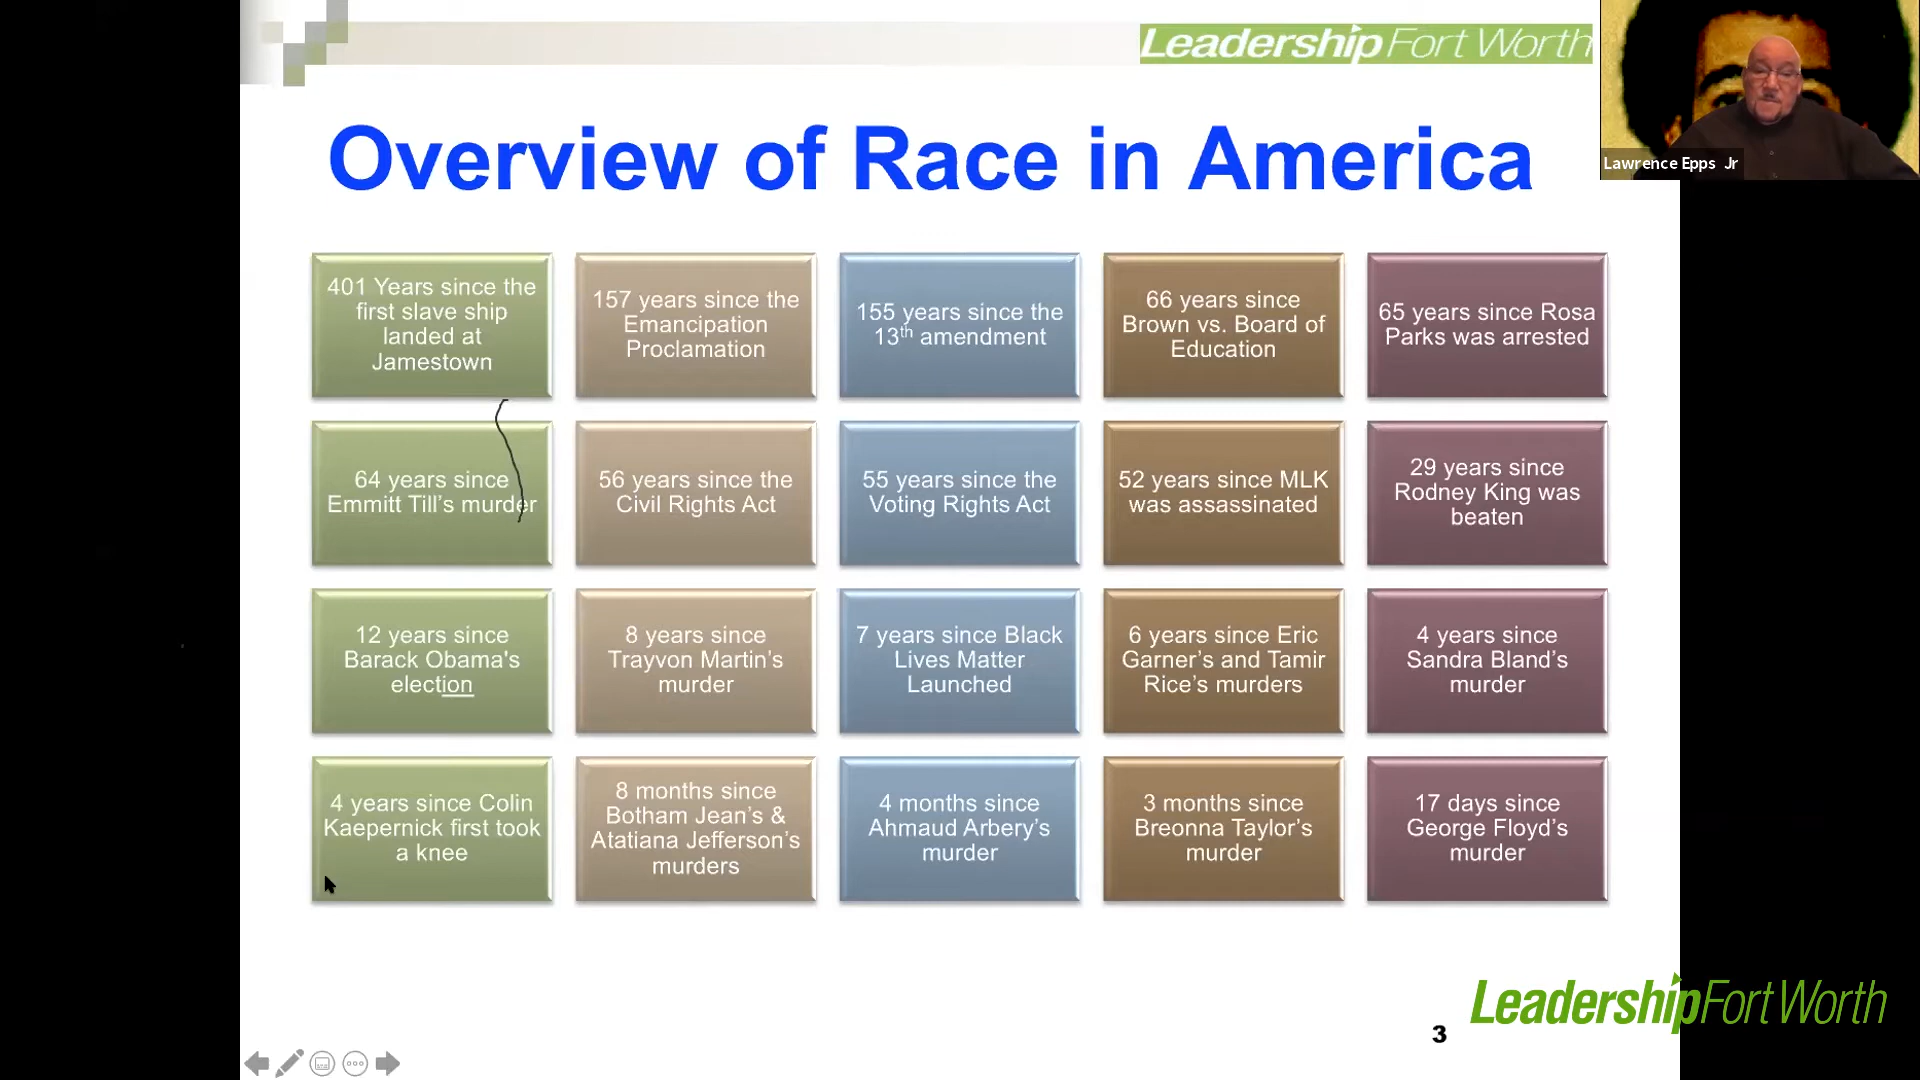 Leadership Fort Worth
Lawrence Epps Jr
Overview of Race in America
401 Years since the
first slave ship
landed at
Jamestown
157 years since the
Emancipation
Proclamation
155 years since the
13th amendment
66 years since
Brown vs. Board of
Education
65 years since Rosa
Parks was arrested
64 years since
Emmitt Till’s murder
56 years since the
Civil Rights Act
55 years since the
Voting Rights Act
52 years since MLK
was assassinated
29 years since
Rodney King was
beaten
12 years since
Barack Obama's
election
8 years since
Trayvon Martin’s
murder
7 years since Black
Lives Matter
Launched
6 years since Eric
Garner’s and Tamir
Rice’s murders
4 years since
Sandra Bland’s
murder
4 years since Colin
Kaepernick first took
a knee
8 months since
Botham Jean’s &
Atatiana Jefferson’s
murders
4 months since
Ahmaud Arbery’s
murder
3 months since
Breonna Taylor’s
murder
17 days since
George Floyd’s
murder
Leadership Fort Worth
3